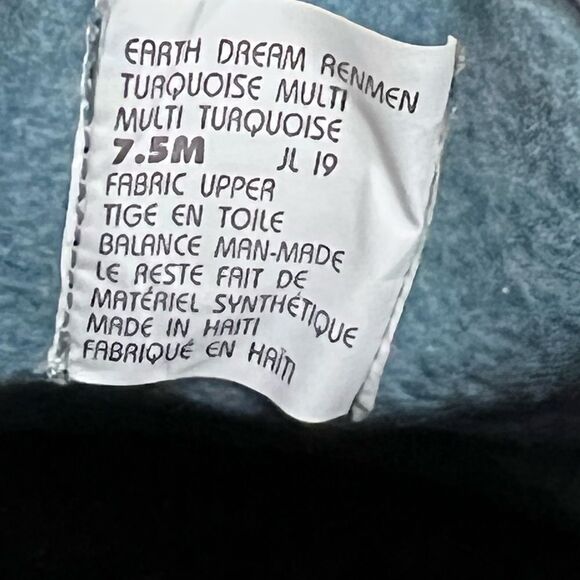 EARTH DREAM RENMEN
TURQUOISE MULTI
MULTI TURQUOISE
7.5M JL 19
FABRIC UPPER
TIGE EN TOILE
BALANCE MAN-MADE
LE RESTE FAIT DE
MATÉRIEL SYNTHÉTIQUE
MADE IN HAITI
FABRIQUÉ EN HAÏTI